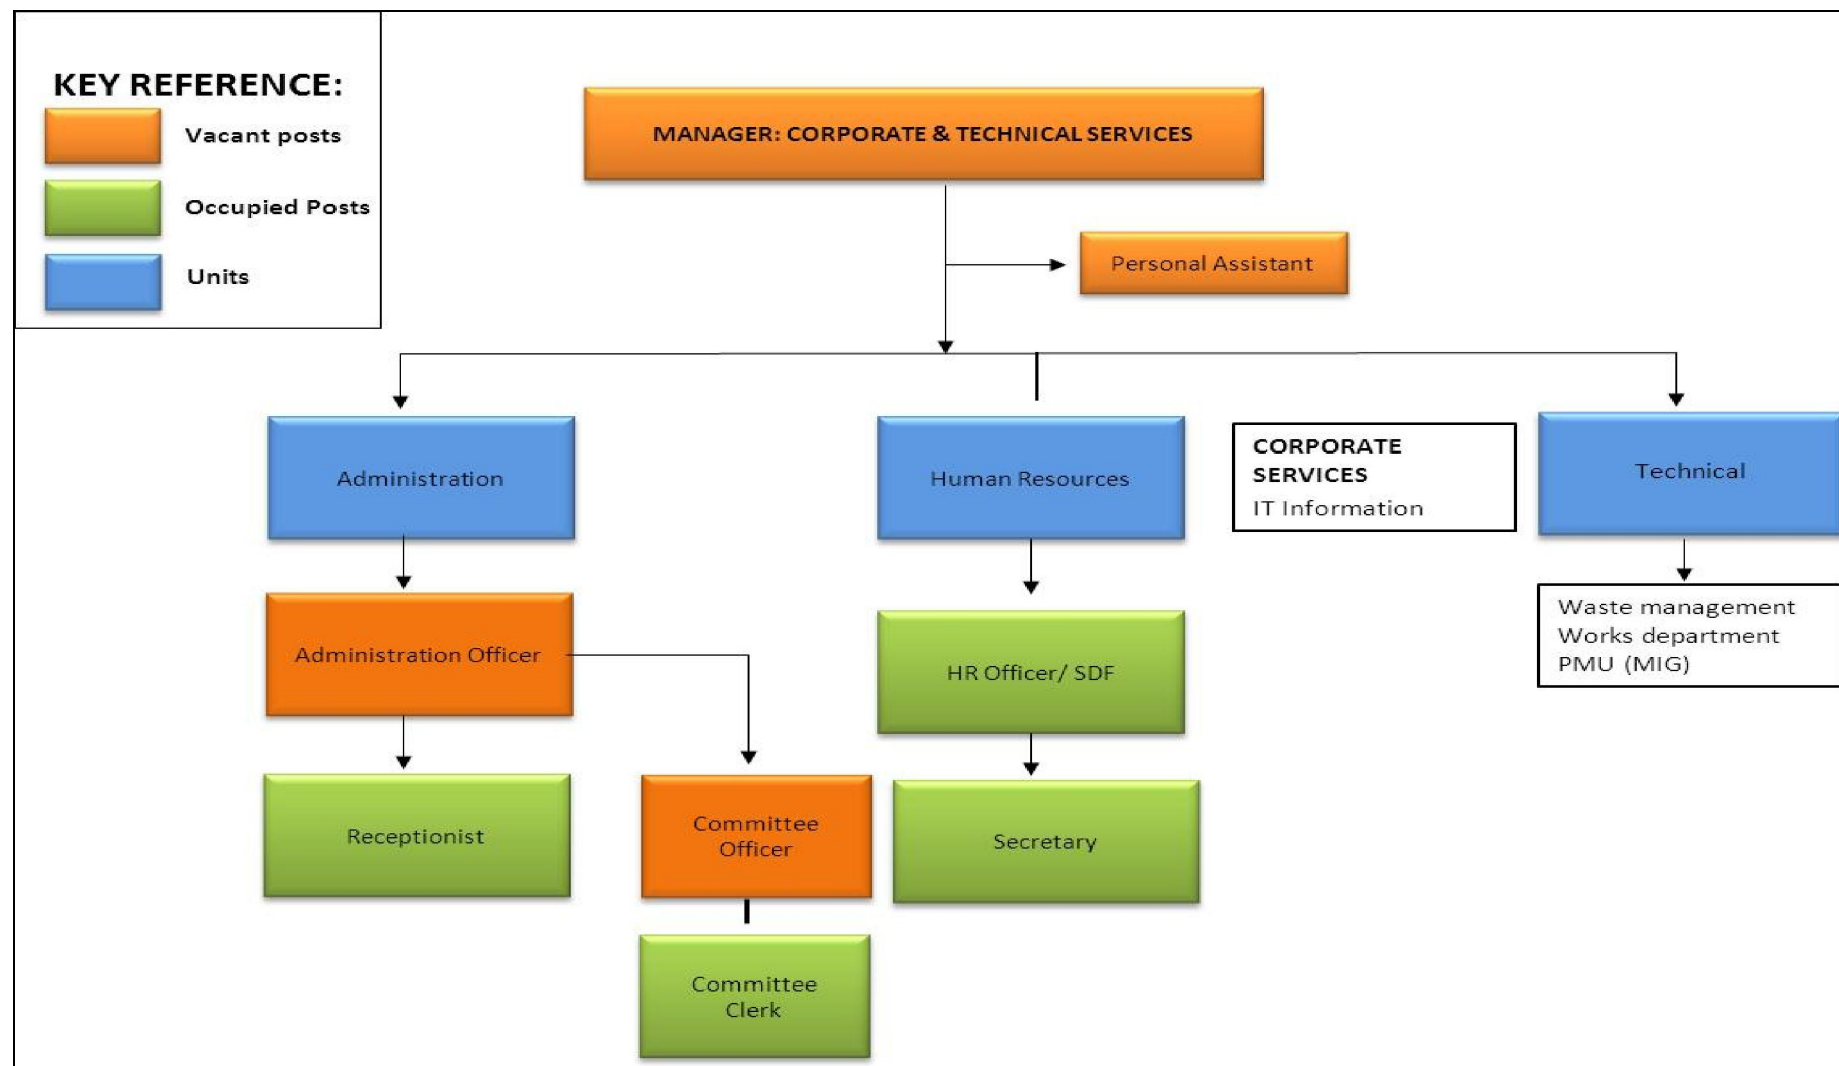 KEY REFERENCE:
Vacant posts
Occupied Posts
Units
MANAGER: CORPORATE & TECHNICAL SERVICES
Personal Assistant
Administration
Human Resources
CORPORATE
SERVICES
IT Information
Technical
Administration Officer
HR Officer/ SDF
Waste management
Works department
PMU (MIG)
Receptionist
Committee
Officer
Secretary
Committee
Clerk